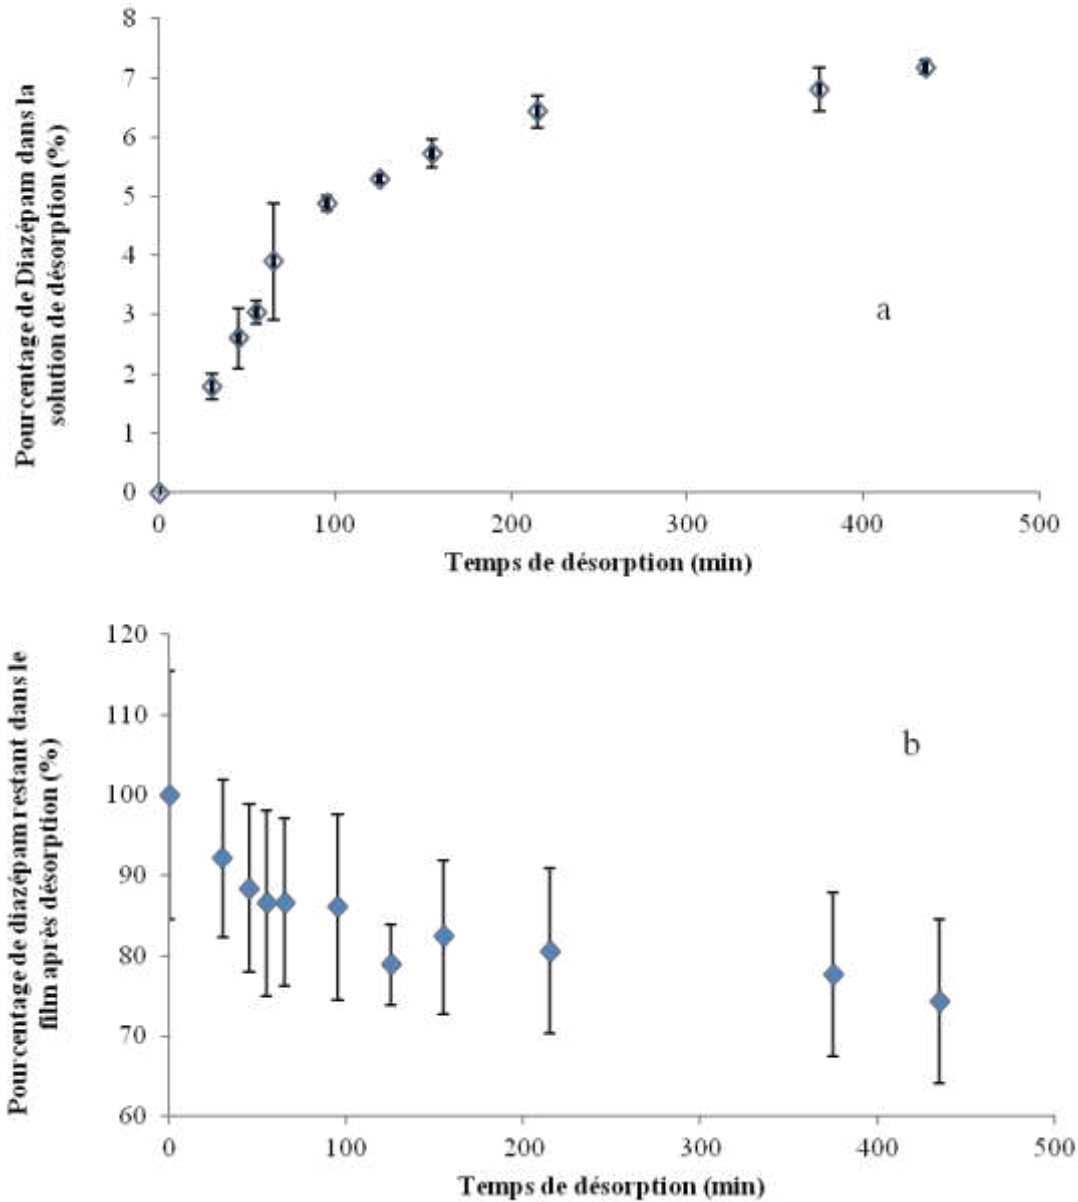 Pourcentage de Diazépam dans la
solution de désorption (%)
8
7
6
5
4
3
2
1
0
a
0 100 200 300 400 500
Temps de désorption (min)
Pourcentage de diazépam restant dans le
film après désorption (%)
120
110
100
90
80
70
60
b
0 100 200 300 400 500
Temps de désorption (min)